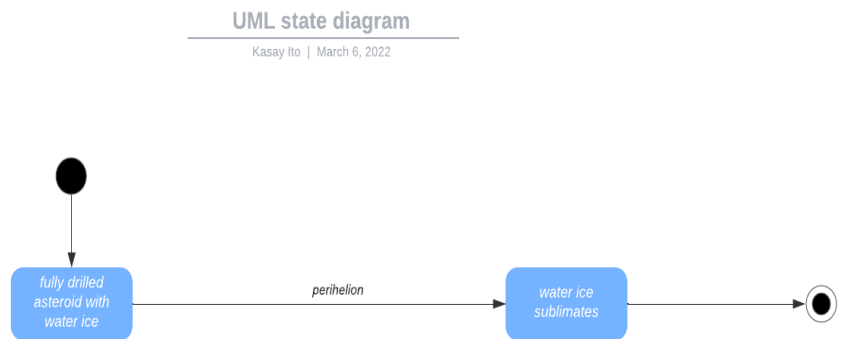 UML state diagram
Kasay Ito | March 6, 2022
fully drilled
asteroid with
water ice
perihelion
water ice
sublimates